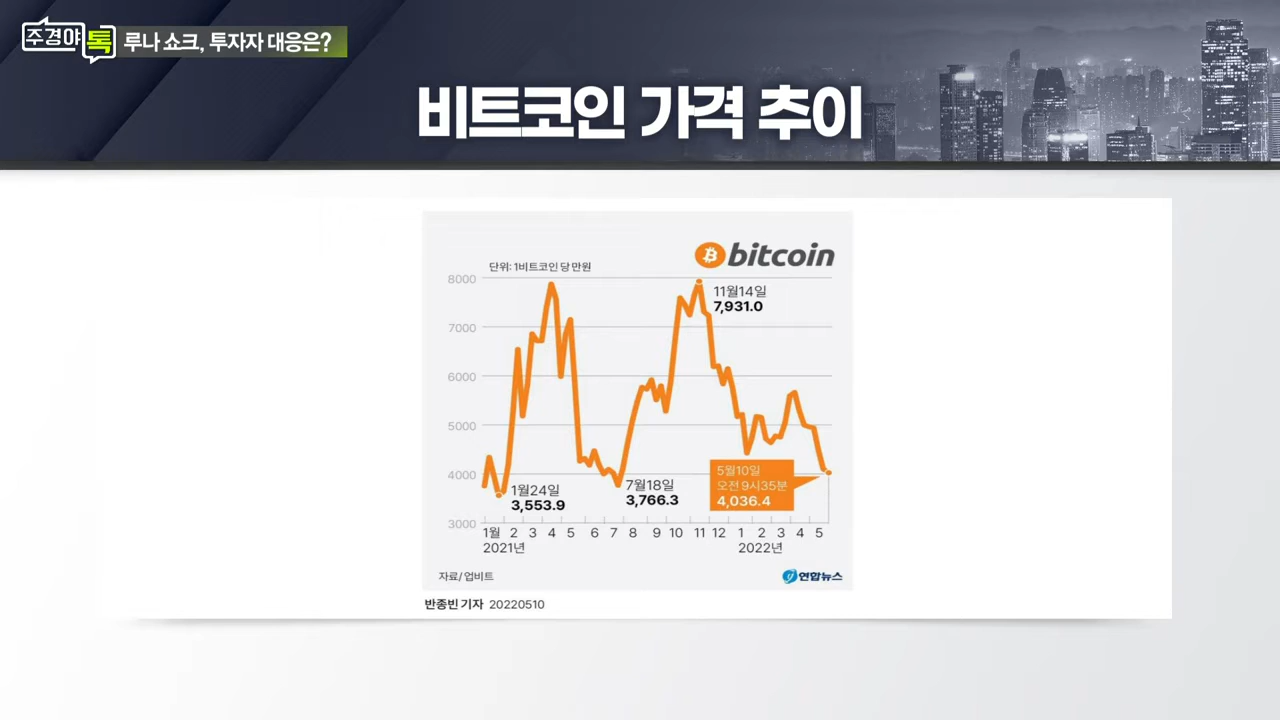 주경야톡 루나 쇼크, 투자자 대응은?
비트코인 가격 추이
bitcoin
단위: 1비트코인 당 만원
8000
7000
6000
5000
4000
3000
11월14일
7,931.0
1월24일
3,553.9
7월18일
3,766.3
5월10일
오전 9시35분
4,036.4
1월 2 3 4 5 6 7 8 9 10 11 12 1 2 3 4 5
2021년 2022년
자료/ 업비트
연합뉴스
반종빈 기자 20220510